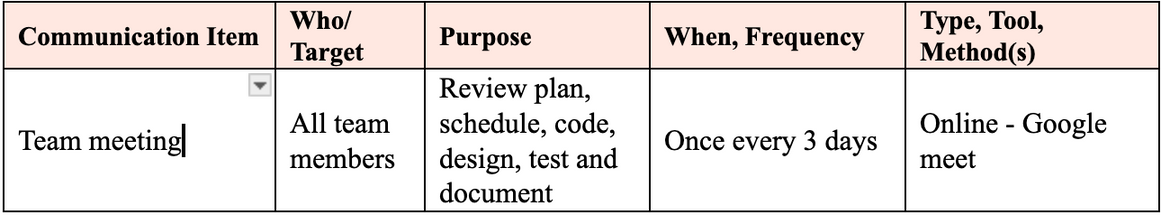 Communication Item
Who/
Target
Purpose
When, Frequency
Type, Tool,
Method(s)
Team meeting
All team
members
Review plan,
schedule, code,
design, test and
document
Once every 3 days
Online - Google
meet